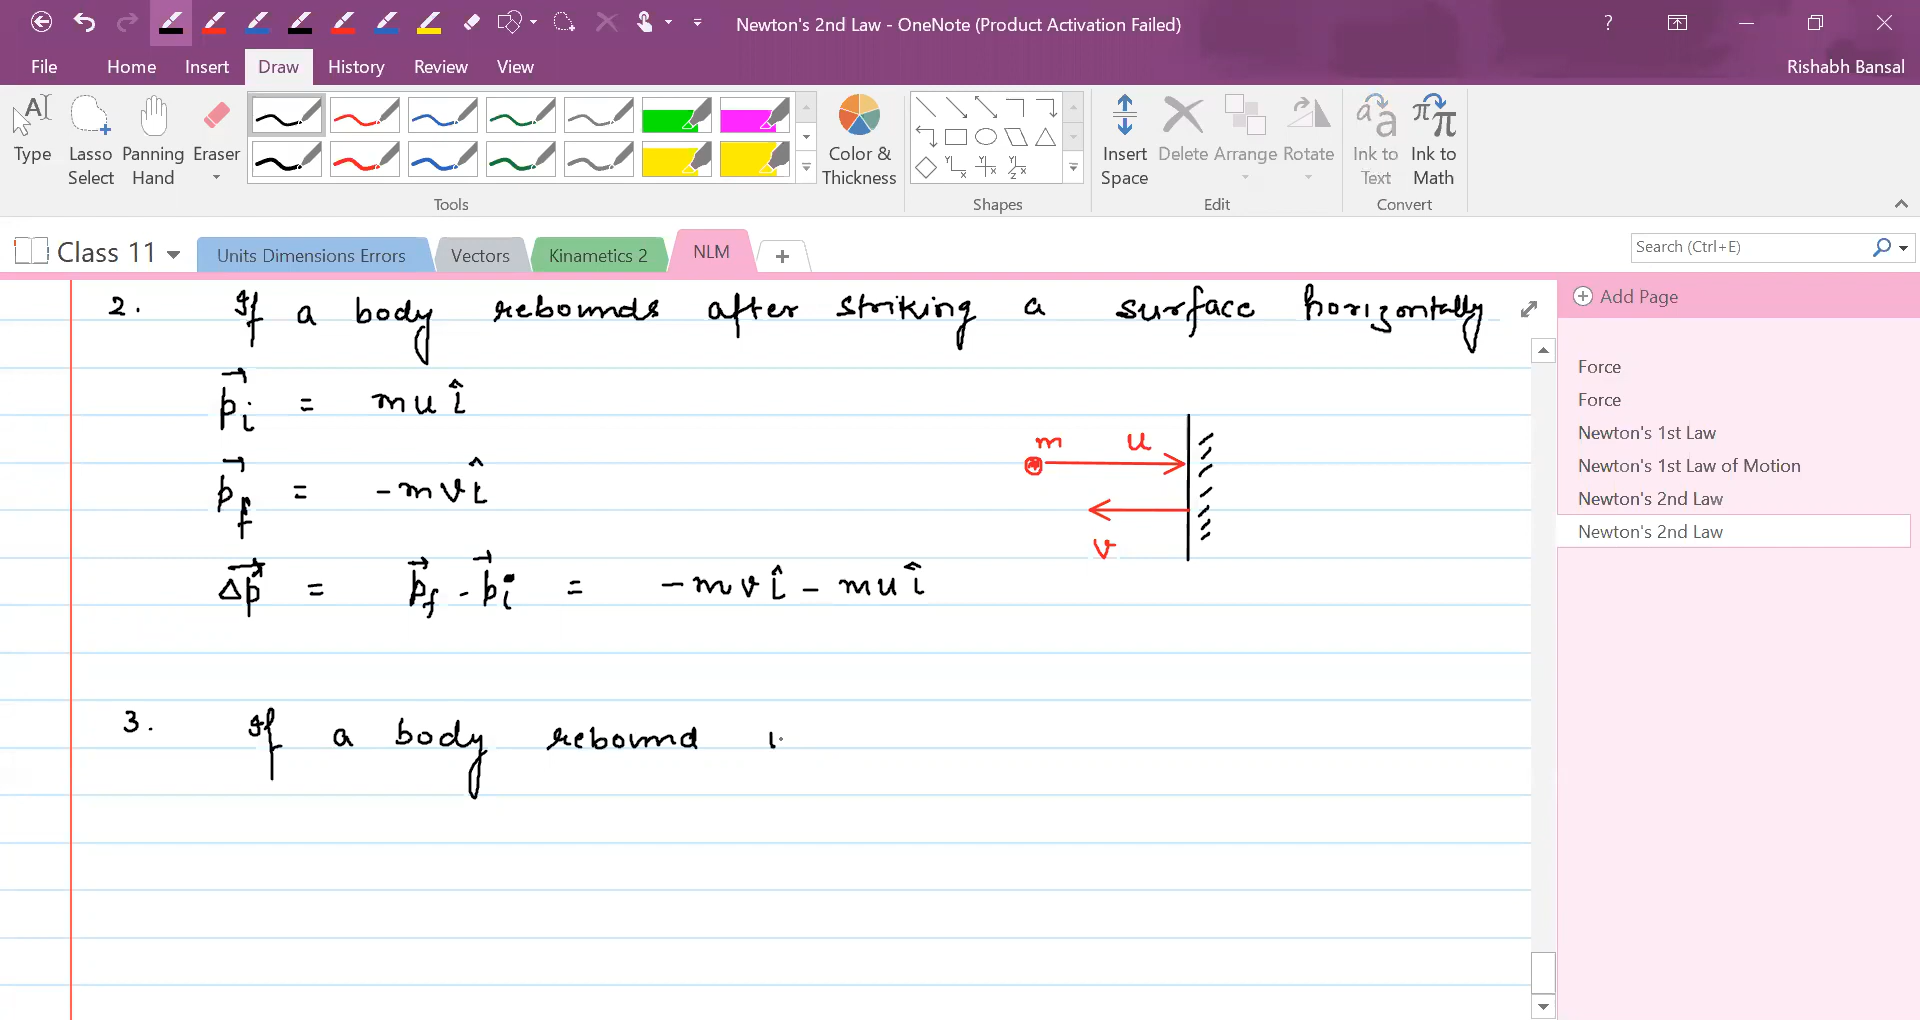 Newton's 2nd Law - OneNote (Product Activation Failed)
?
File Home Insert Draw History Review View
Rishabh Bansal
Type
Lasso Select
Panning Hand
Eraser
Color & Thickness
Insert Space
Delete
Arrange
Rotate
Ink to Text
Ink to Math
Tools
Shapes
Edit
Convert
Class 11
Units Dimensions Errors
Vectors
Kinametics 2
NLM
+
Search (Ctrl+E)
Add Page
Force
Force
Newton's 1st Law
Newton's 1st Law of Motion
Newton's 2nd Law
Newton's 2nd Law
2. If a body rebounds after striking a surface horizontally
p⃗i = mu î
p⃗f = -mv î
m u
v
Δp⃗ = p⃗f - p⃗i = -mv î - mu î
3. If a body rebound